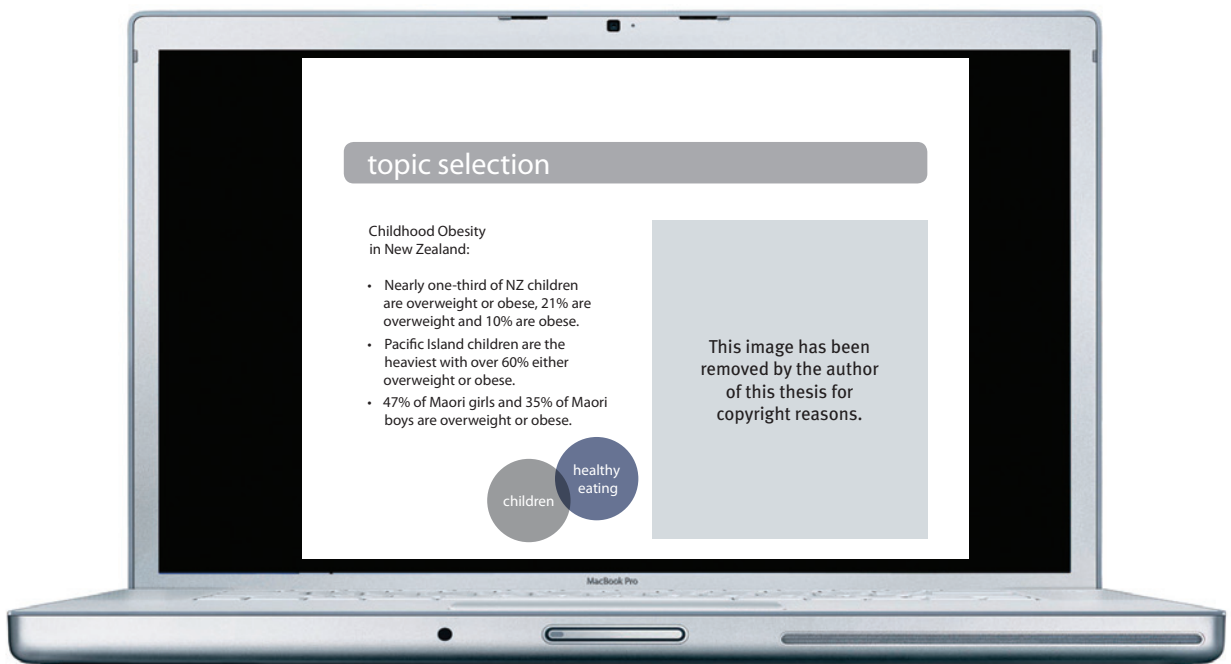 topic selection
Childhood Obesity
in New Zealand:
• Nearly one-third of NZ children
are overweight or obese, 21% are
overweight and 10% are obese.
• Pacific Island children are the
heaviest with over 60% either
overweight or obese.
• 47% of Maori girls and 35% of Maori
boys are overweight or obese.
healthy
eating
children
This image has been
removed by the author
of this thesis for
copyright reasons.
MacBook Pro